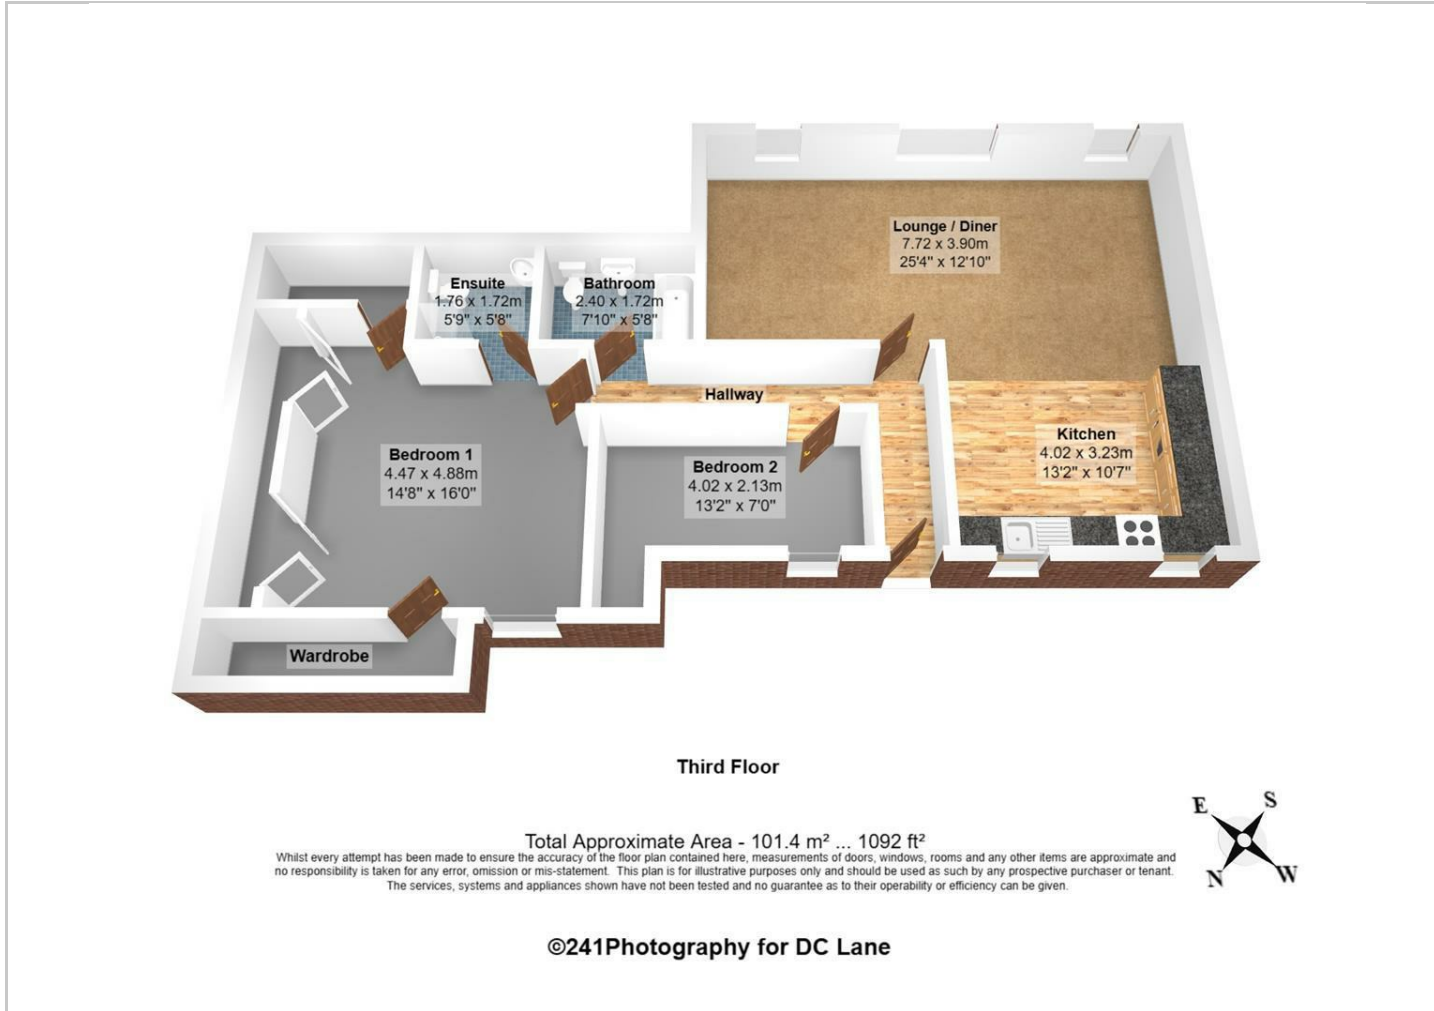 Lounge / Diner
7.72 x 3.90m
25'4" x 12'10"
Ensuite
1.76 x 1.72m
5'9" x 5'8"
Bathroom
2.40 x 1.72m
7'10" x 5'8"
Hallway
Kitchen
4.02 x 3.23m
13'2" x 10'7"
Bedroom 1
4.47 x 4.88m
14'8" x 16'0"
Bedroom 2
4.02 x 2.13m
13'2" x 7'0"
Wardrobe
Third Floor
E S
N W
Total Approximate Area - 101.4 m² ... 1092 ft²
Whilst every attempt has been made to ensure the accuracy of the floor plan contained here, measurements of doors, windows, rooms and any other items are approximate and
no responsibility is taken for any error, omission or mis-statement. This plan is for illustrative purposes only and should be used as such by any prospective purchaser or tenant.
The services, systems and appliances shown have not been tested and no guarantee as to their operability or efficiency can be given.
©241Photography for DC Lane